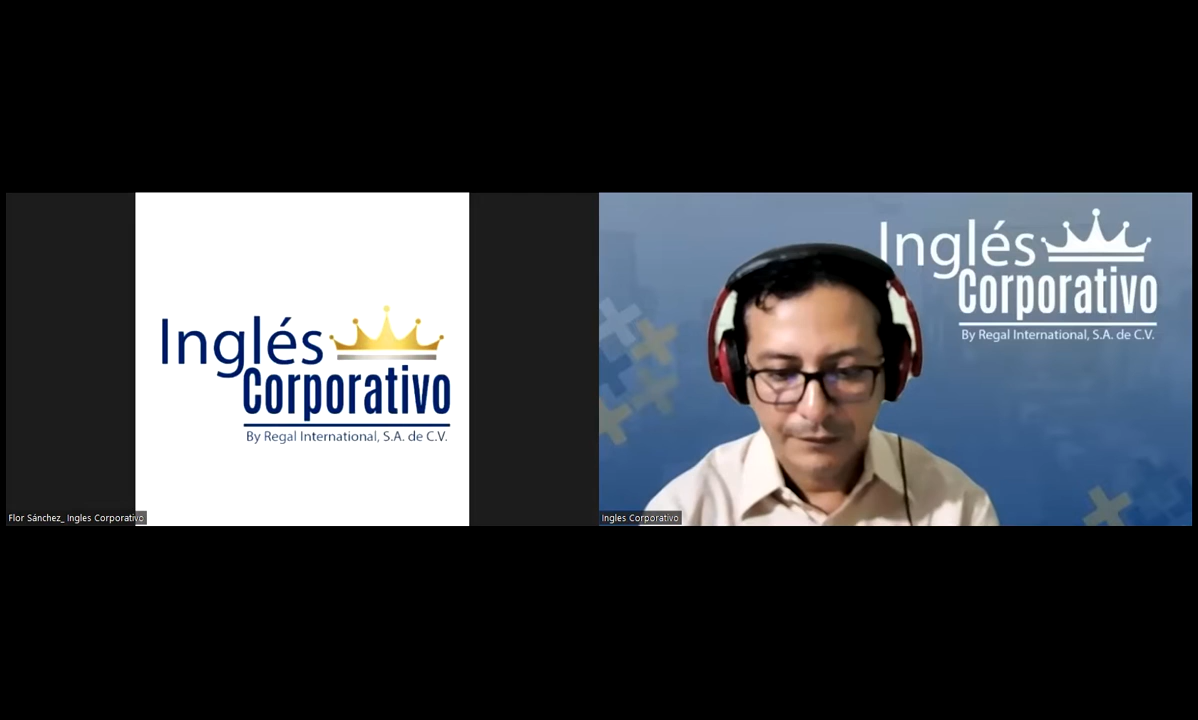 Inglés
Corporativo
By Regal International, S.A. de C.V.
Flor Sánchez_ Ingles Corporativo
Inglés
Corporativo
By Regal International, S.A. de C.V.
Ingles Corporativo